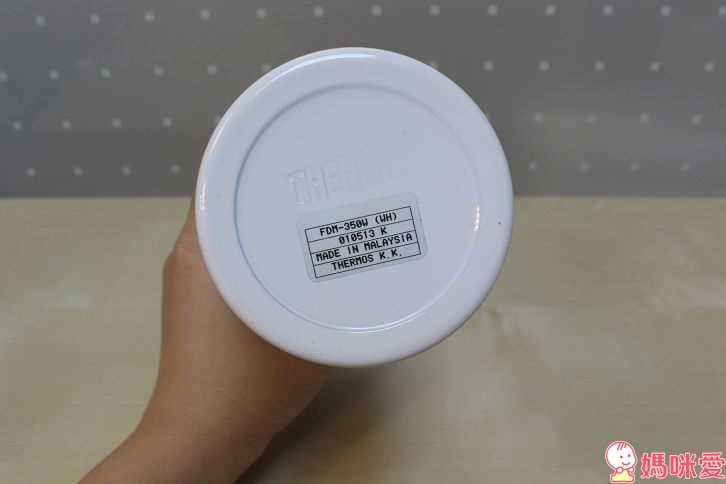 THERMOS
FDM-350W (WH)
010513 K
MADE IN MALAYSIA
THERMOS K.K.
媽咪愛